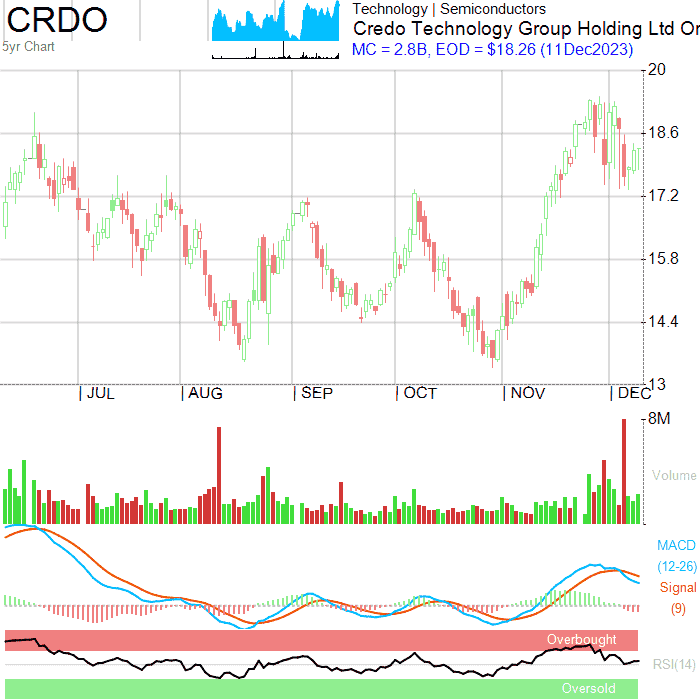 CRDO
5yr Chart
Technology | Semiconductors
Credo Technology Group Holding Ltd Or
MC = 2.8B, EOD = $18.26 (11Dec2023)
20
18.6
17.2
15.8
14.4
13
JUL
AUG
SEP
OCT
NOV
DEC
8M
Volume
MACD
(12-26)
Signal
(9)
Overbought
RSI(14)
Oversold